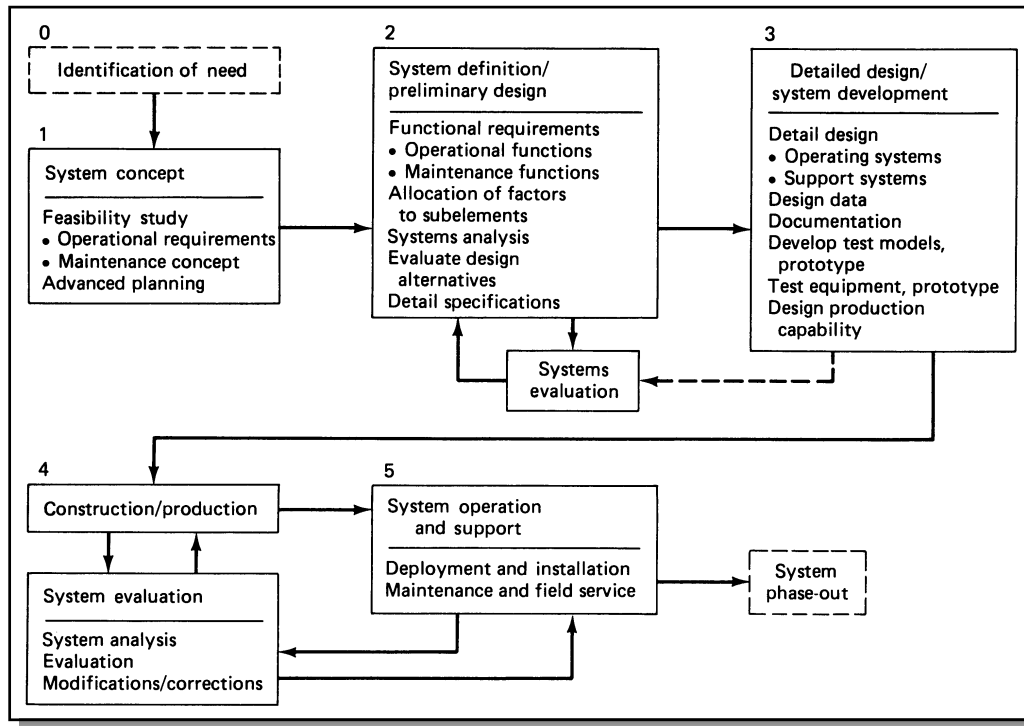 0
Identification of need
1
System concept
Feasibility study
• Operational requirements
• Maintenance concept
Advanced planning
2
System definition/
preliminary design
Functional requirements
• Operational functions
• Maintenance functions
Allocation of factors
to subelements
Systems analysis
Evaluate design
alternatives
Detail specifications
Systems
evaluation
3
Detailed design/
system development
Detail design
• Operating systems
• Support systems
Design data
Documentation
Develop test models,
prototype
Test equipment, prototype
Design production
capability
4
Construction/production
System evaluation
System analysis
Evaluation
Modifications/corrections
5
System operation
and support
Deployment and installation
Maintenance and field service
System
phase-out